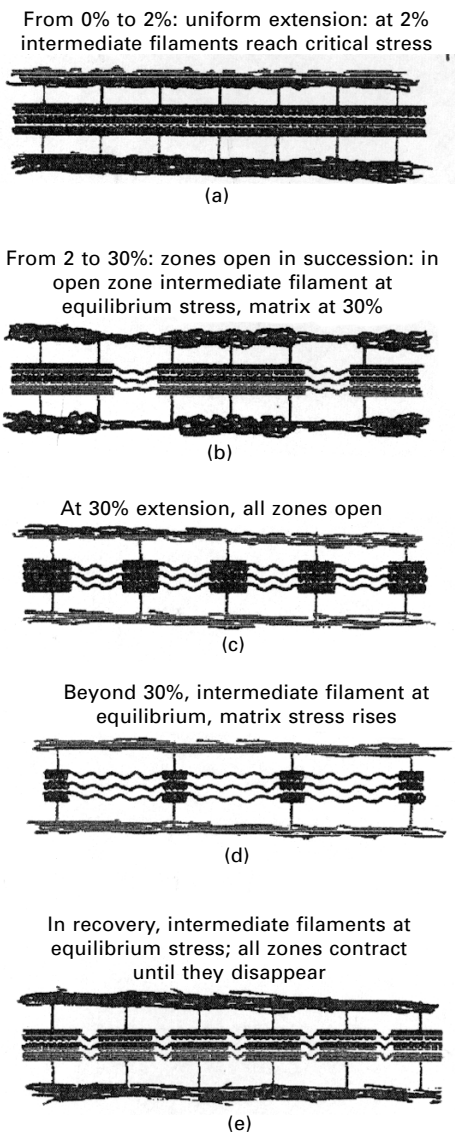 From 0% to 2%: uniform extension: at 2%
intermediate filaments reach critical stress
(a)
From 2 to 30%: zones open in succession: in
open zone intermediate filament at
equilibrium stress, matrix at 30%
(b)
At 30% extension, all zones open
(c)
Beyond 30%, intermediate filament at
equilibrium, matrix stress rises
(d)
In recovery, intermediate filaments at
equilibrium stress; all zones contract
until they disappear
(e)